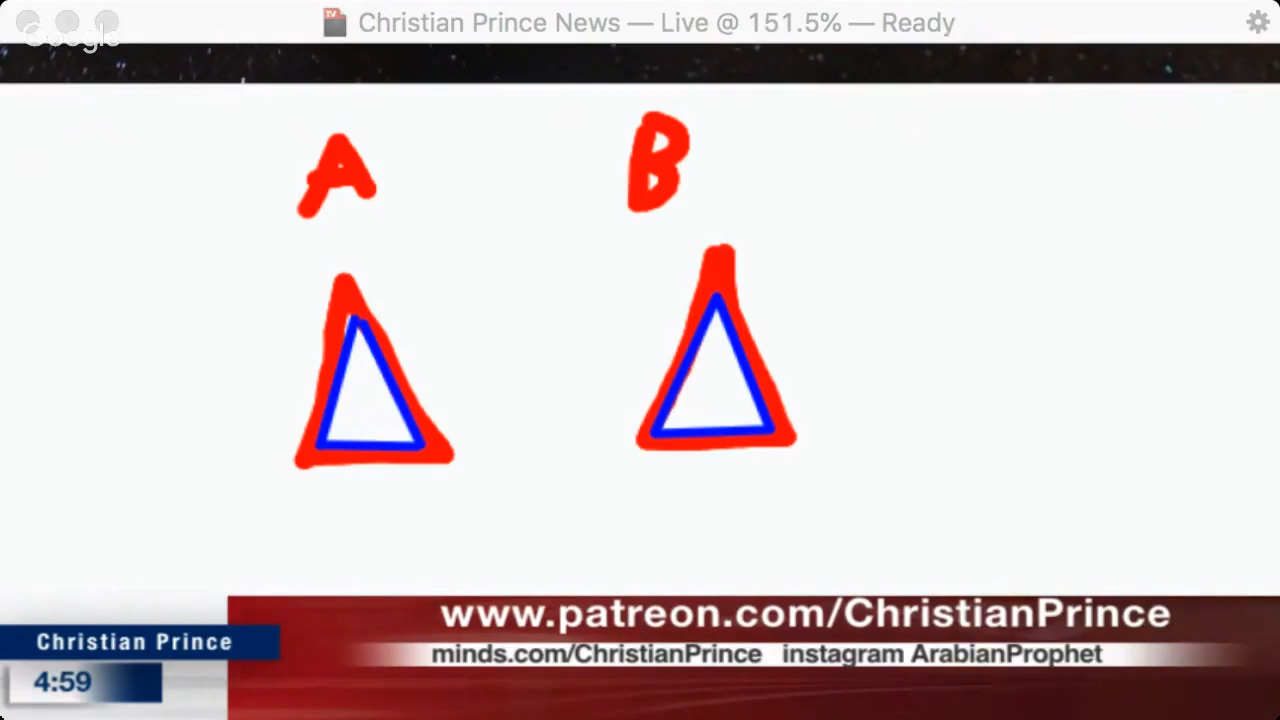 Christian Prince News — Live @ 151.5% — Ready
Google
A
B
www.patreon.com/ChristianPrince
Christian Prince
minds.com/ChristianPrince instagram ArabianProphet
4:59